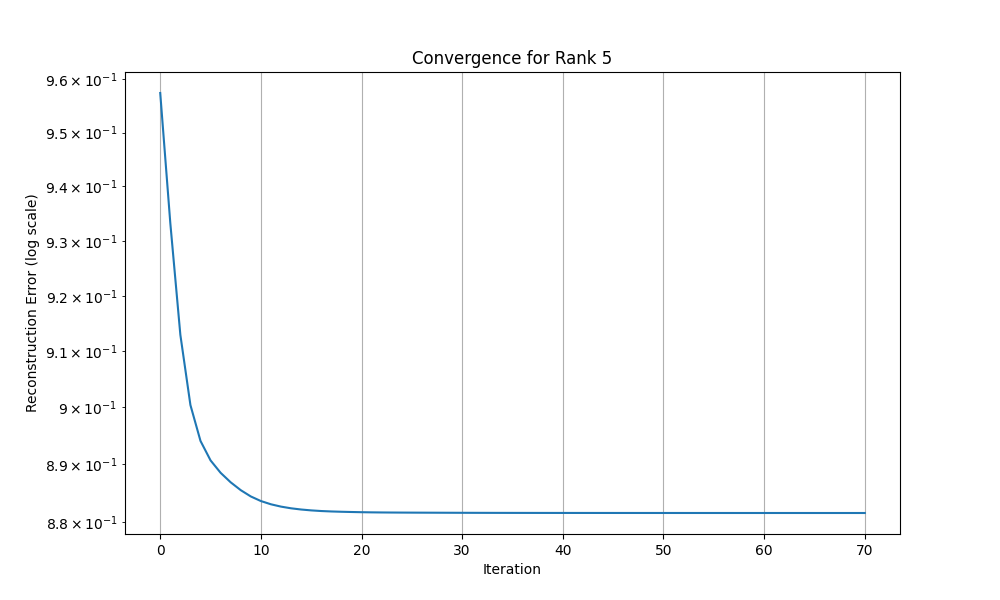 Convergence for Rank 5
Reconstruction Error (log scale)
9.6 × 10⁻¹
9.5 × 10⁻¹
9.4 × 10⁻¹
9.3 × 10⁻¹
9.2 × 10⁻¹
9.1 × 10⁻¹
9 × 10⁻¹
8.9 × 10⁻¹
8.8 × 10⁻¹
0 10 20 30 40 50 60 70
Iteration